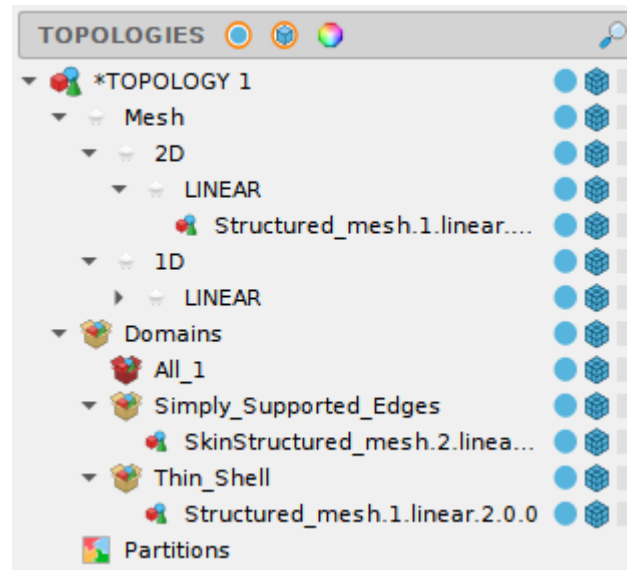 TOPOLOGIES
*TOPOLOGY 1
Mesh
2D
LINEAR
Structured_mesh.1.linear....
1D
LINEAR
Domains
All_1
Simply_Supported_Edges
SkinStructured_mesh.2.linea...
Thin_Shell
Structured_mesh.1.linear.2.0.0
Partitions